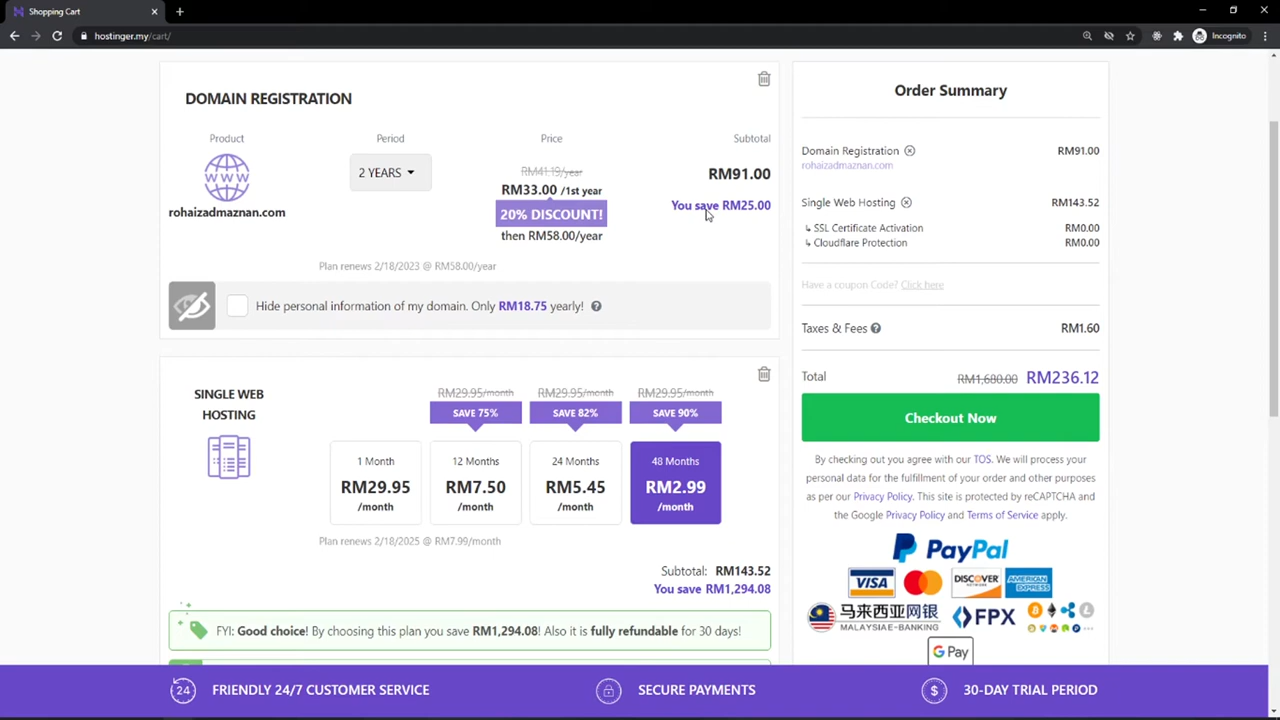 Shopping Cart
hostinger.my/cart/
Incognito
DOMAIN REGISTRATION
Product
Period
Price
Subtotal
WWW
rohaizadmaznan.com
2 YEARS
RM41.19/year
RM33.00 /1st year
20% DISCOUNT!
then RM58.00/year
RM91.00
You save RM25.00
Plan renews 2/18/2023 @ RM58.00/year
Hide personal information of my domain. Only RM18.75 yearly!
SINGLE WEB
HOSTING
RM29.95/month
RM29.95/month
RM29.95/month
SAVE 75%
SAVE 82%
SAVE 90%
1 Month
RM29.95
/month
12 Months
RM7.50
/month
24 Months
RM5.45
/month
48 Months
RM2.99
/month
Plan renews 2/18/2025 @ RM7.99/month
Subtotal: RM143.52
You save RM1,294.08
FYI: Good choice! By choosing this plan you save RM1,294.08! Also it is fully refundable for 30 days!
Order Summary
Domain Registration RM91.00
rohaizadmaznan.com
Single Web Hosting RM143.52
↳ SSL Certificate Activation RM0.00
↳ Cloudflare Protection RM0.00
Have a coupon Code? Click here
Taxes & Fees RM1.60
Total RM1,680.00 RM236.12
Checkout Now
By checking out you agree with our TOS. We will process your
personal data for the fulfillment of your order and other purposes
as per our Privacy Policy. This site is protected by reCAPTCHA and
the Google Privacy Policy and Terms of Service apply.
PayPal
VISA
MasterCard
DISCOVER
AMERICAN EXPRESS
马来西亚网银
MALAYSIA E-BANKING
FPX
G Pay
24 FRIENDLY 24/7 CUSTOMER SERVICE
SECURE PAYMENTS
$ 30-DAY TRIAL PERIOD